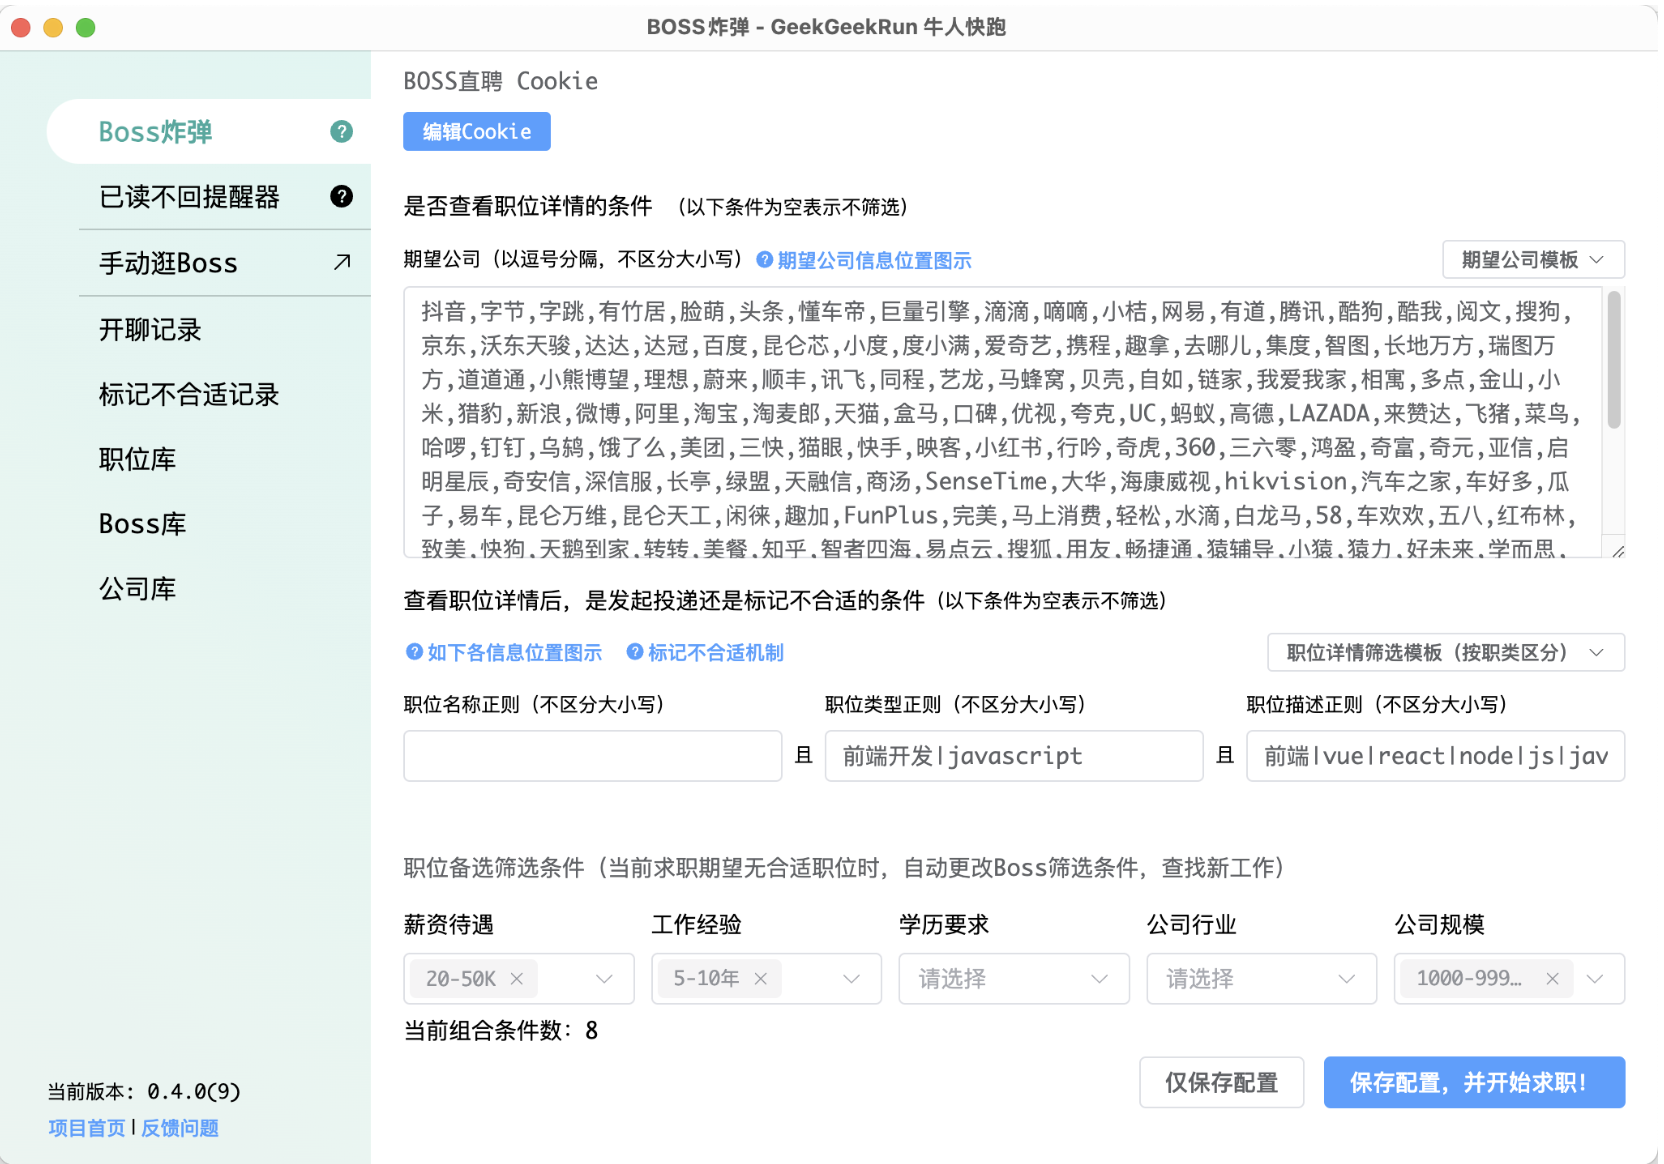 BOSS炸弹 - GeekGeekRun 牛人快跑
Boss炸弹 ?
已读不回提醒器 ?
手动逛Boss
开聊记录
标记不合适记录
职位库
Boss库
公司库
当前版本: 0.4.0(9)
项目首页 | 反馈问题
BOSS直聘 Cookie
编辑Cookie
是否查看职位详情的条件 (以下条件为空表示不筛选)
期望公司 (以逗号分隔, 不区分大小写) ? 期望公司信息位置图示 期望公司模板
抖音,字节,字跳,有竹居,脸萌,头条,懂车帝,巨量引擎,滴滴,嘀嘀,小桔,网易,有道,腾讯,酷狗,酷我,阅文,搜狗,
京东,沃东天骏,达达,达冠,百度,昆仑芯,小度,度小满,爱奇艺,携程,趣拿,去哪儿,集度,智图,长地万方,瑞图万
方,道道通,小熊博望,理想,蔚来,顺丰,讯飞,同程,艺龙,马蜂窝,贝壳,自如,链家,我爱我家,相寓,多点,金山,小
米,猎豹,新浪,微博,阿里,淘宝,淘麦郎,天猫,盒马,口碑,优视,夸克,UC,蚂蚁,高德,LAZADA,来赞达,飞猪,菜鸟,
哈啰,钉钉,乌鸫,饿了么,美团,三快,猫眼,快手,映客,小红书,行吟,奇虎,360,三六零,鸿盈,奇富,奇元,亚信,启
明星辰,奇安信,深信服,长亭,绿盟,天融信,商汤,SenseTime,大华,海康威视,hikvision,汽车之家,车好多,瓜
子,易车,昆仑万维,昆仑天工,闲徕,趣加,FunPlus,完美,马上消费,轻松,水滴,白龙马,58,车欢欢,五八,红布林,
致美,快狗,天鹅到家,转转,美餐,知乎,智者四海,易点云,搜狐,用友,畅捷通,猿辅导,小猿,猿力,好未来,学而思,
查看职位详情后, 是发起投递还是标记不合适的条件 (以下条件为空表示不筛选)
? 如下各信息位置图示 ? 标记不合适机制 职位详情筛选模板 (按职类区分)
职位名称正则 (不区分大小写) 职位类型正则 (不区分大小写) 职位描述正则 (不区分大小写)
且 前端开发|javascript 且 前端|vue|react|node|js|jav
职位备选筛选条件 (当前求职期望无合适职位时, 自动更改Boss筛选条件, 查找新工作)
薪资待遇 工作经验 学历要求 公司行业 公司规模
20-50K 5-10年 请选择 请选择 1000-999...
当前组合条件数: 8
仅保存配置 保存配置, 并开始求职!